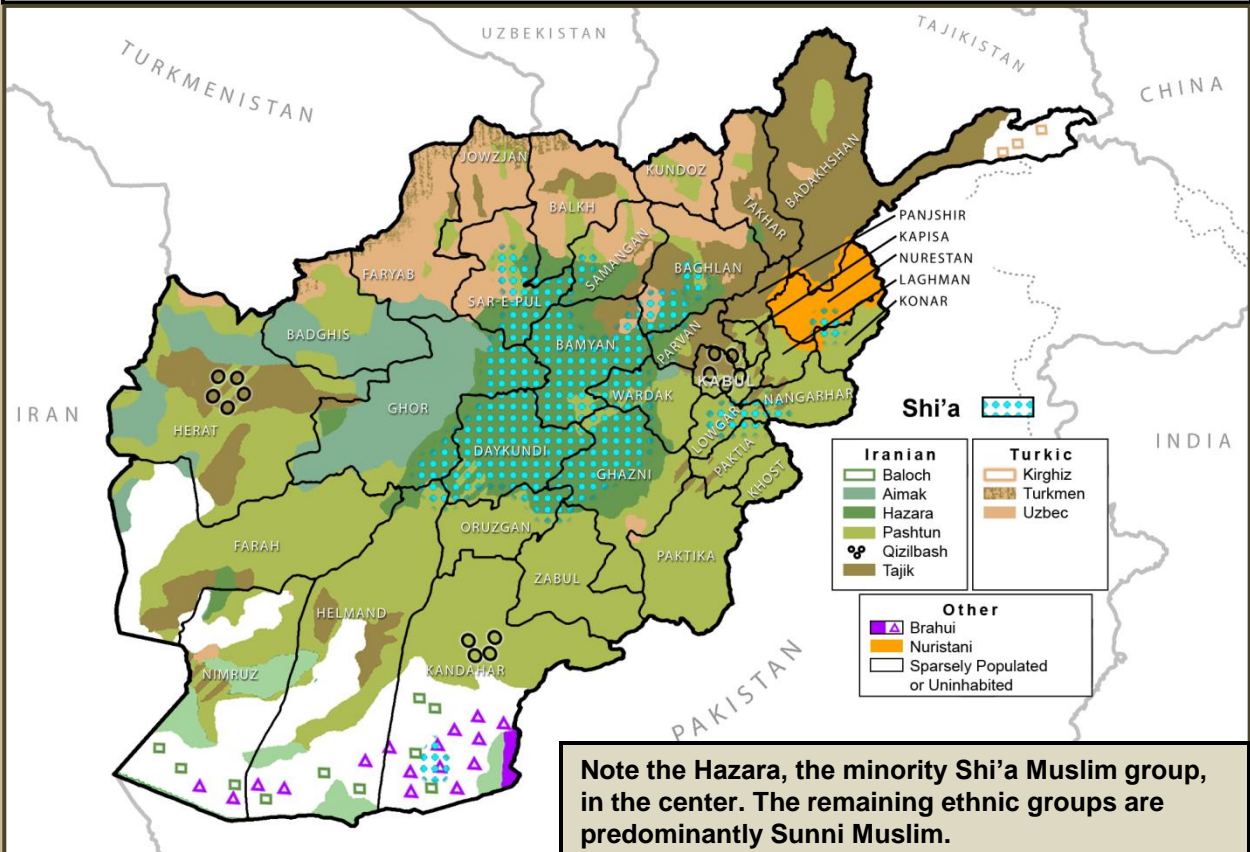 UZBEKISTAN
TAJIKISTAN
TURKMENISTAN
CHINA
JOWZJAN
KUNDOZ
BALKH
BADAKHSHAN
TAKHAR
PANJSHIR
KAPISA
NURESTAN
LAGHMAN
KONAR
FARYAB
SAMANGAN
BAGHLAN
SAR-E-PUL
BADGHIS
BAMYAN
PARVAN
KABUL
WARDAK
NANGARHAR
IRAN
GHOR
HERAT
LOWGAR
PAKTIA
KHOST
DAYKUNDI
GHAZNI
INDIA
ORUZGAN
FARAH
PAKTIKA
ZABUL
HELMAND
KANDAHAR
NIMRUZ
PAKISTAN
Shi'a
Iranian
Baloch
Aimak
Hazara
Pashtun
Qizilbash
Tajik
Turkic
Kirghiz
Turkmen
Uzbec
Other
Brahui
Nuristani
Sparsely Populated
or Uninhabited
Note the Hazara, the minority Shi'a Muslim group,
in the center. The remaining ethnic groups are
predominantly Sunni Muslim.